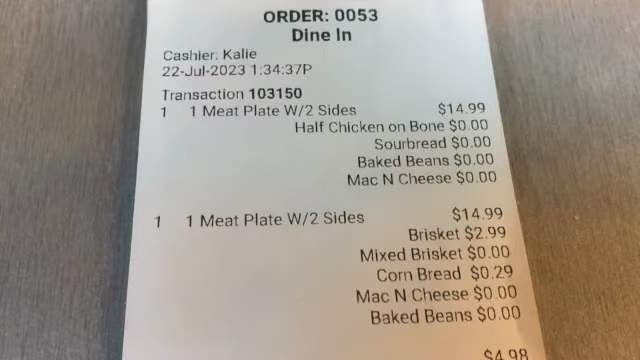 ORDER: 0053
Dine In
Cashier: Kalie
22-Jul-2023 1:34:37P
Transaction 103150
1 1 Meat Plate W/2 Sides $14.99
Half Chicken on Bone $0.00
Sourbread $0.00
Baked Beans $0.00
Mac N Cheese $0.00
1 1 Meat Plate W/2 Sides $14.99
Brisket $2.99
Mixed Brisket $0.00
Corn Bread $0.29
Mac N Cheese $0.00
Baked Beans $0.00
$4.98